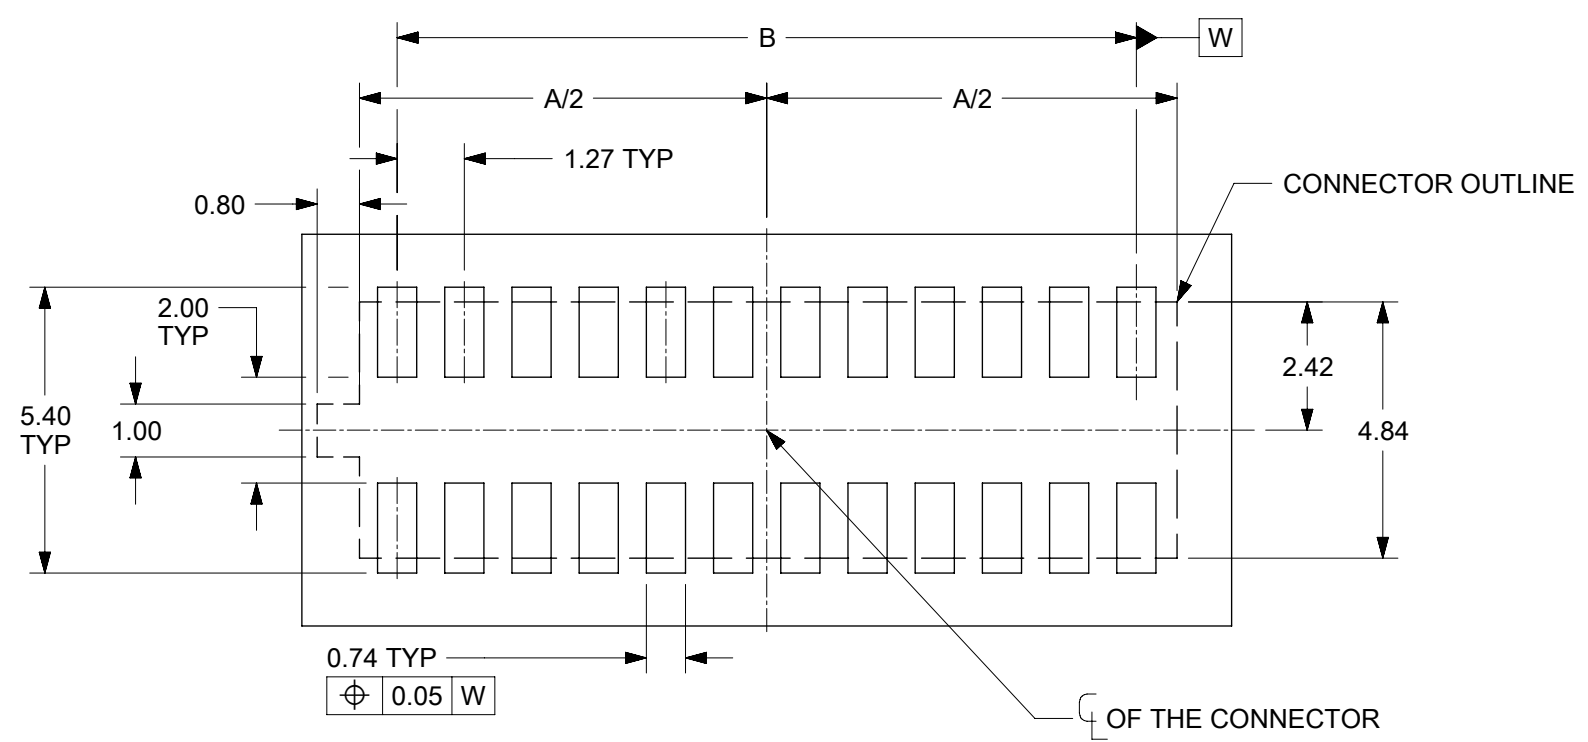 B
W
A/2
A/2
1.27 TYP
CONNECTOR OUTLINE
0.80
2.00
TYP
2.42
5.40
TYP
1.00
4.84
0.74 TYP
⌖ 0.05 W
℄ OF THE CONNECTOR